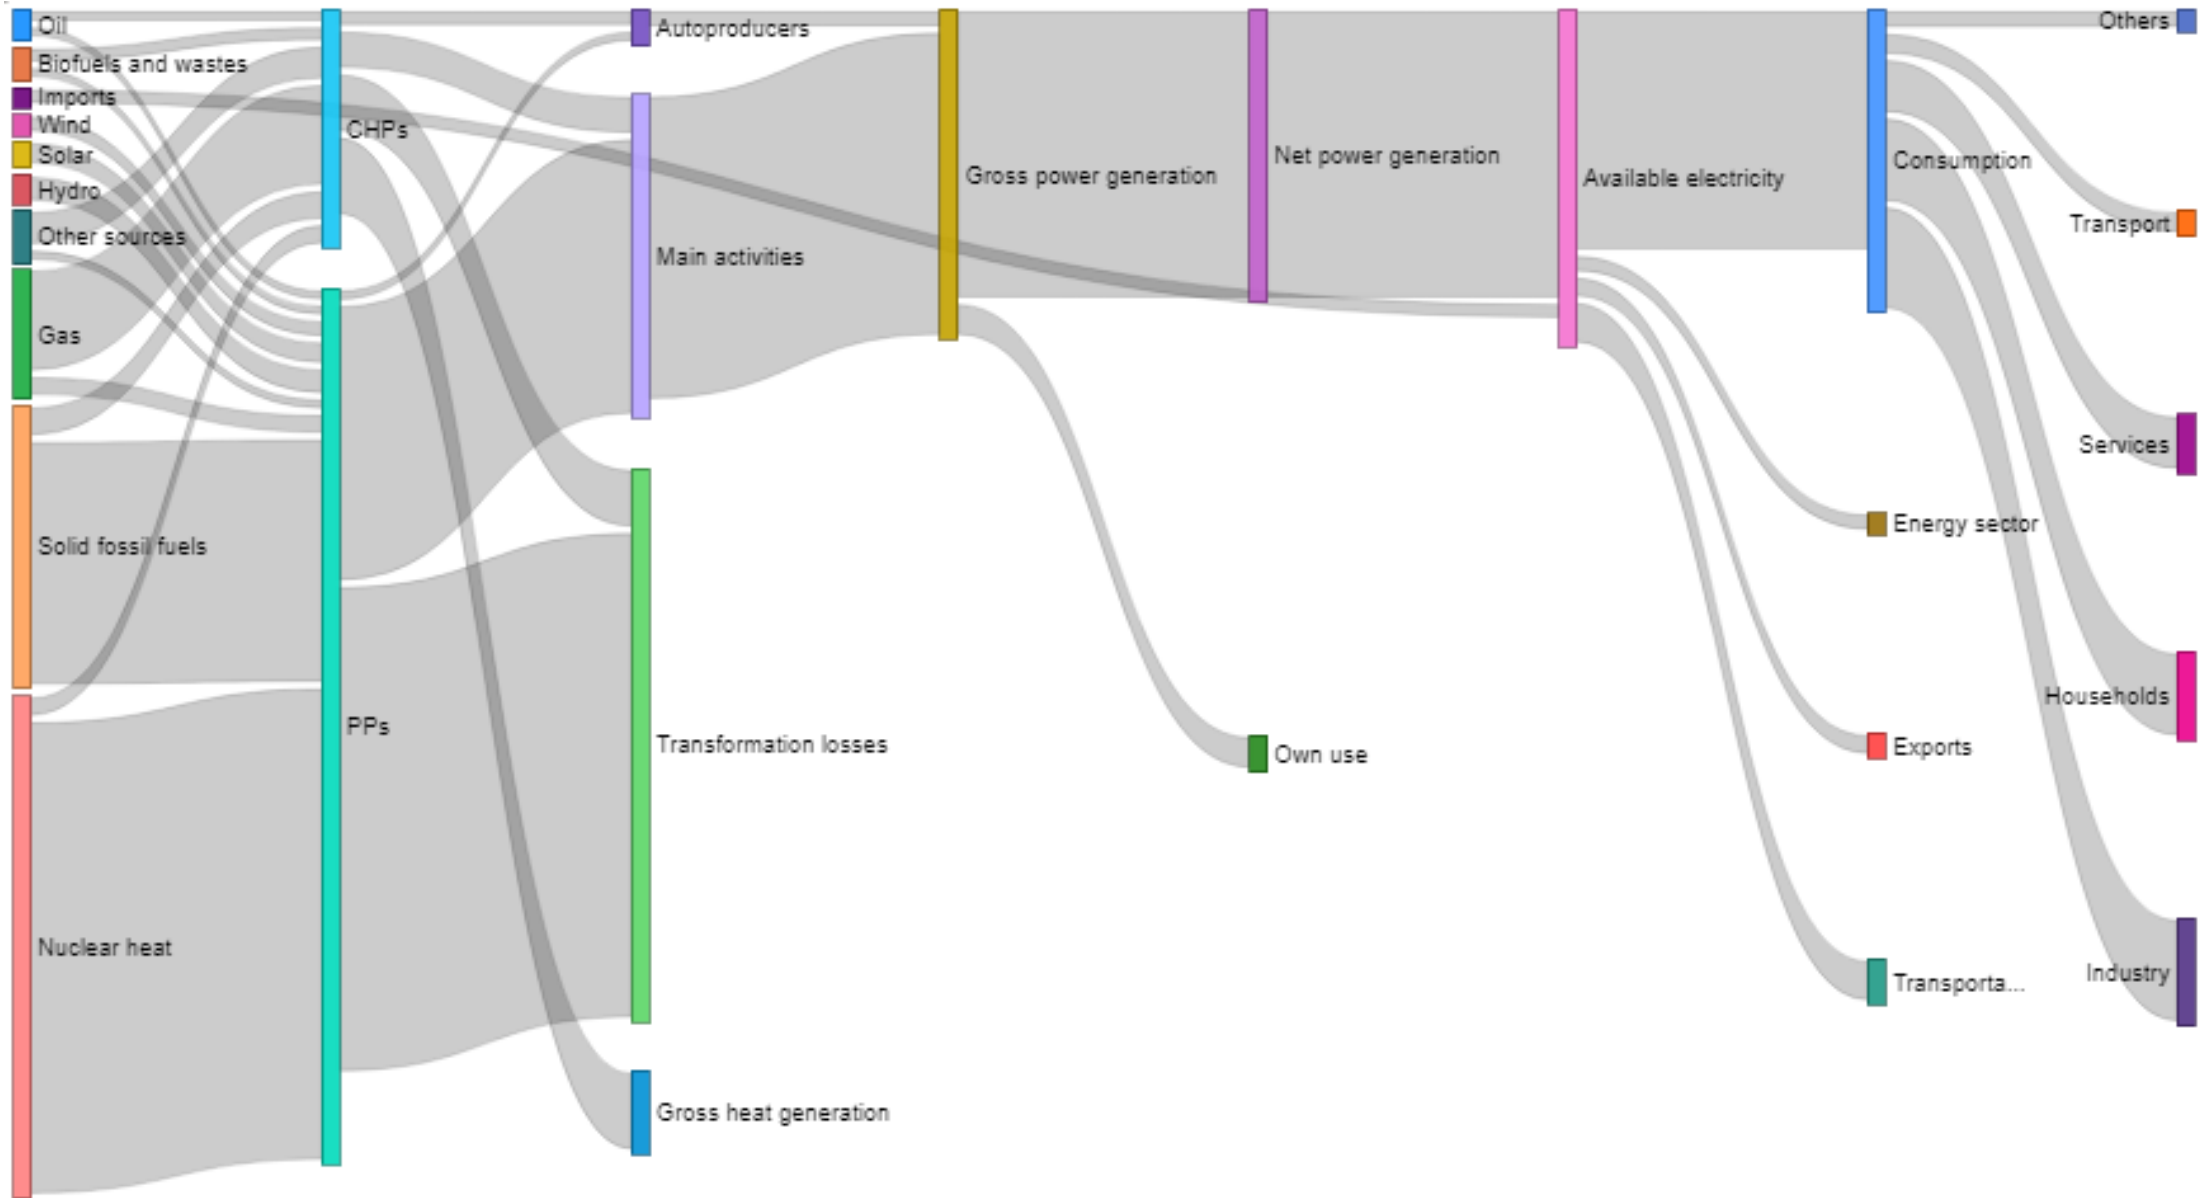 Oil
Biofuels and wastes
Imports
Wind
Solar
Hydro
Other sources
Gas
Solid fossil fuels
Nuclear heat
CHPs
PPs
Autoproducers
Main activities
Transformation losses
Gross heat generation
Gross power generation
Net power generation
Own use
Available electricity
Consumption
Energy sector
Exports
Transporta...
Others
Transport
Services
Households
Industry